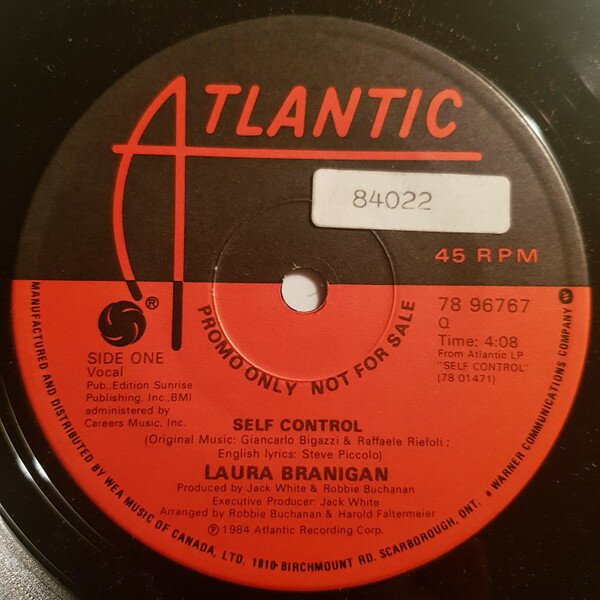 ATLANTIC
84022
45 RPM
®
78 96767
Q
Time: 4:08
From Atlantic LP
"SELF CONTROL"
(78 01471)
SIDE ONE
Vocal
Pub. Edition Sunrise
Publishing, Inc., BMI
administered by
Careers Music, Inc.
PROMO ONLY NOT FOR SALE
SELF CONTROL
(Original Music: Giancarlo Bigazzi & Raffaele Riefoli ;
English lyrics: Steve Piccolo)
LAURA BRANIGAN
Produced by Jack White & Robbie Buchanan
Executive Producer: Jack White
Arranged by Robbie Buchanan & Harold Faltermeier
℗ 1984 Atlantic Recording Corp.
MANUFACTURED AND DISTRIBUTED BY WEA MUSIC OF CANADA, LTD. 1810 BIRCHMOUNT RD. SCARBOROUGH, ONT. a WARNER COMMUNICATIONS COMPANY